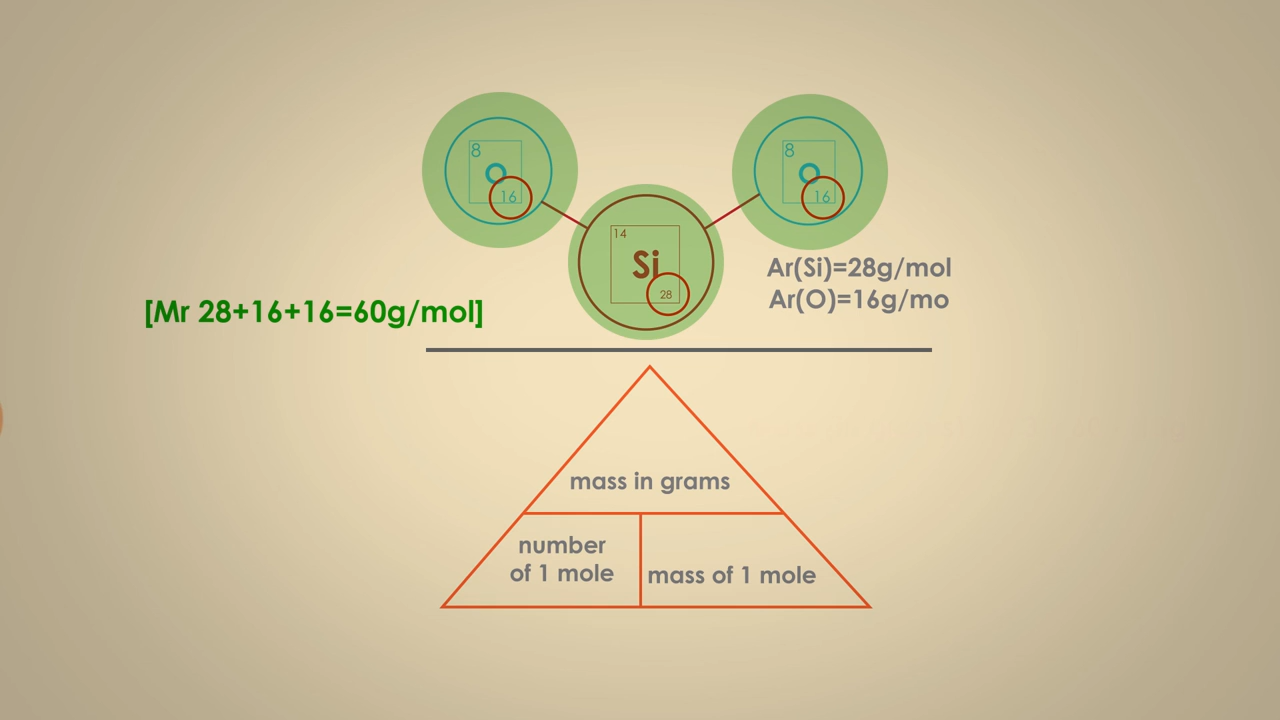 8
O
16
8
O
16
14
Si
28
Ar(Si)=28g/mol
Ar(O)=16g/mo
[Mr 28+16+16=60g/mol]
mass in grams
number
of 1 mole
mass of 1 mole